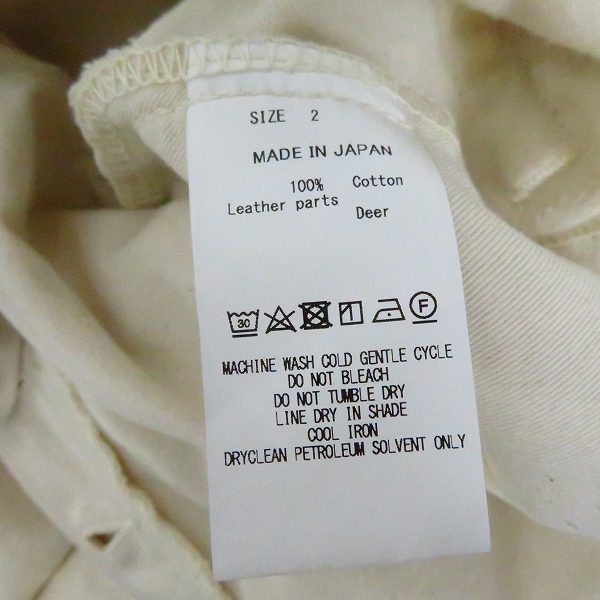 SIZE 2
MADE IN JAPAN
100% Cotton
Leather parts Deer
30 F
MACHINE WASH COLD GENTLE CYCLE
DO NOT BLEACH
DO NOT TUMBLE DRY
LINE DRY IN SHADE
COOL IRON
DRYCLEAN PETROLEUM SOLVENT ONLY